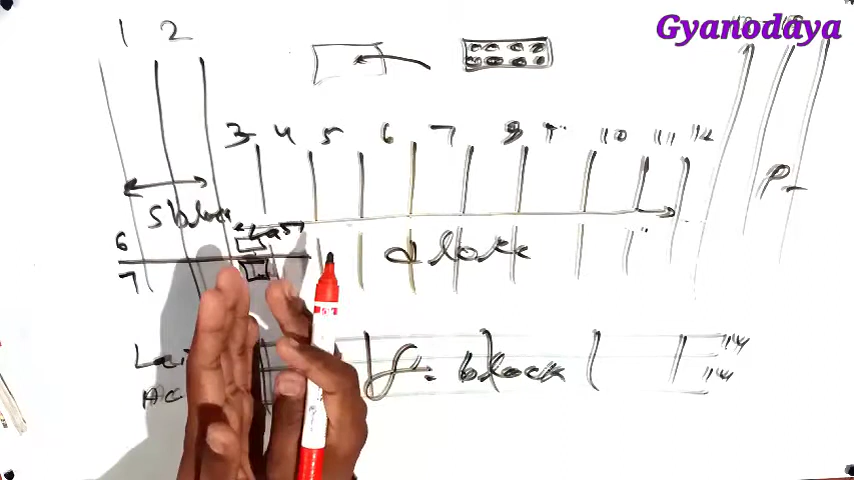 Gyanodaya
1 2
3 4 5 6 7 8 9 10 11 12
S block
6
7
d block
f- block 14
14
P-